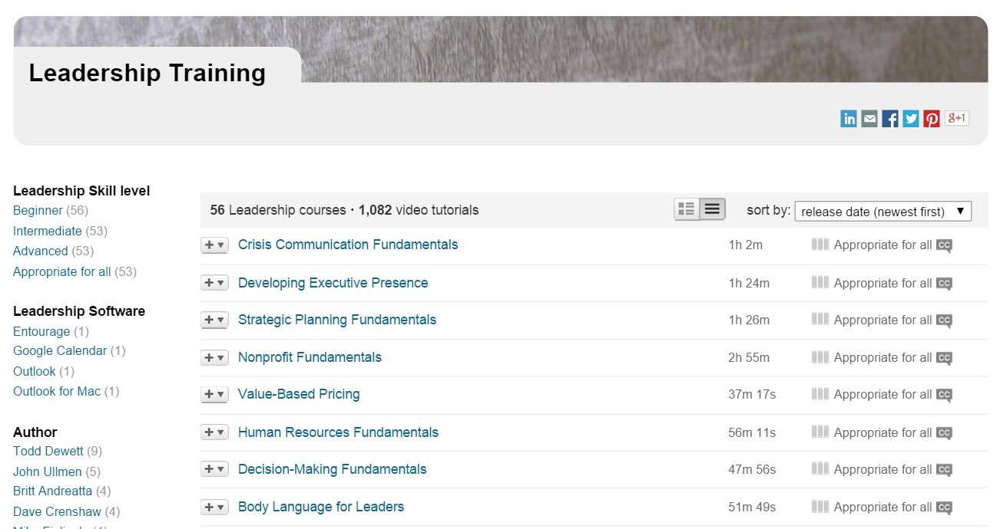 Leadership Training
in f g+1
Leadership Skill level
Beginner (56)
Intermediate (53)
Advanced (53)
Appropriate for all (53)
Leadership Software
Entourage (1)
Google Calendar (1)
Outlook (1)
Outlook for Mac (1)
Author
Todd Dewett (9)
John Ullmen (5)
Britt Andreatta (4)
Dave Crenshaw (4)
56 Leadership courses · 1,082 video tutorials sort by: release date (newest first) ▼
Crisis Communication Fundamentals 1h 2m Appropriate for all CC
Developing Executive Presence 1h 24m Appropriate for all CC
Strategic Planning Fundamentals 1h 26m Appropriate for all CC
Nonprofit Fundamentals 2h 55m Appropriate for all CC
Value-Based Pricing 37m 17s Appropriate for all CC
Human Resources Fundamentals 56m 11s Appropriate for all CC
Decision-Making Fundamentals 47m 56s Appropriate for all CC
Body Language for Leaders 51m 49s Appropriate for all CC